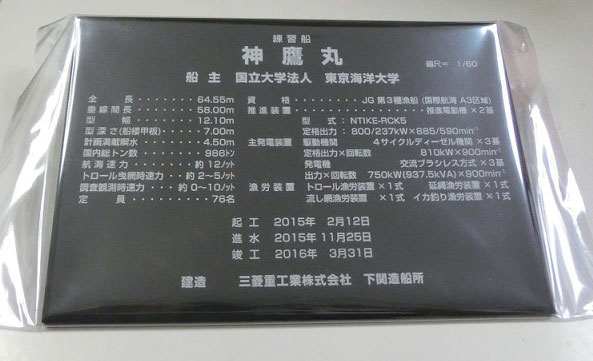 練習船
神鷹丸
縮尺= 1/60
船主 国立大学法人 東京海洋大学
全長・・・・・・・・64.55m
垂線間長・・・・・・58.00m
型幅・・・・・・・・12.10m
型深さ(船楼甲板)・・7.00m
計画満載喫水・・・・4.50m
国内総トン数・・・・986トン
航海速力・・・・・約12ノット
トロール曳網時速力・・約2~5ノット
調査観測時速力・・・約0~10ノット
定員・・・・・・・・76名
資格・・・・・・・・JG 第3種漁船 (国際航海 A3区域)
推進装置・・・・・・推進電動機×2基
型式: NTIKE-RCK5
定格出力: 800/237kW×685/590min⁻¹
主発電装置 駆動機関 4サイクルディーゼル機関×3基
定格出力×回転数 810kW×900min⁻¹
発電機 交流ブラシレス方式×3基
出力×回転数 750kW(937.5kVA)×900min⁻¹
漁労装置 トロール漁労装置×1式 延縄漁労装置×1式
流し網漁労装置×1式 イカ釣り漁労装置×1式
起工 2015年 2月12日
進水 2015年 11月25日
竣工 2016年 3月31日
建造 三菱重工業株式会社 下関造船所